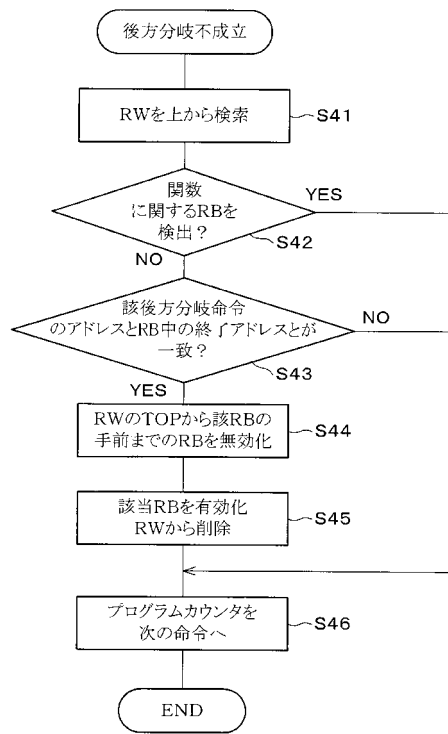 後方分岐不成立
RWを上から検索
S41
関数
に関するRBを
検出?
YES
S42
NO
該後方分岐命令
のアドレスとRB中の終了アドレスとが
一致?
NO
S43
YES
RWのTOPから該RBの
手前までのRBを無効化
S44
該当RBを有効化
RWから削除
S45
プログラムカウンタを
次の命令へ
S46
END